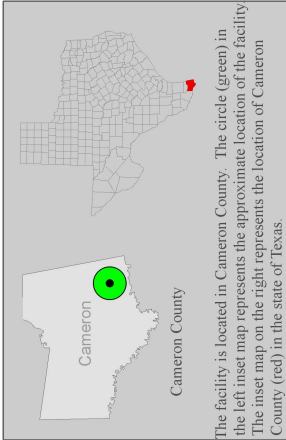 Cameron
Cameron County
The facility is located in Cameron County.  The circle (green) in
the left inset map represents the approximate location of the facility.
The inset map on the right represents the location of Cameron
County (red) in the state of Texas.